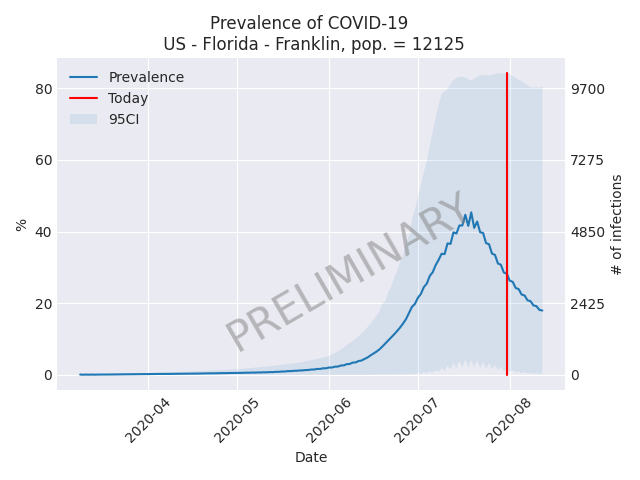 Prevalence of COVID-19
US - Florida - Franklin, pop. = 12125
Prevalence
Today
95CI
PRELIMINARY
%
80
60
40
20
0
9700
7275
4850
2425
0
# of infections
2020-04
2020-05
2020-06
2020-07
2020-08
Date